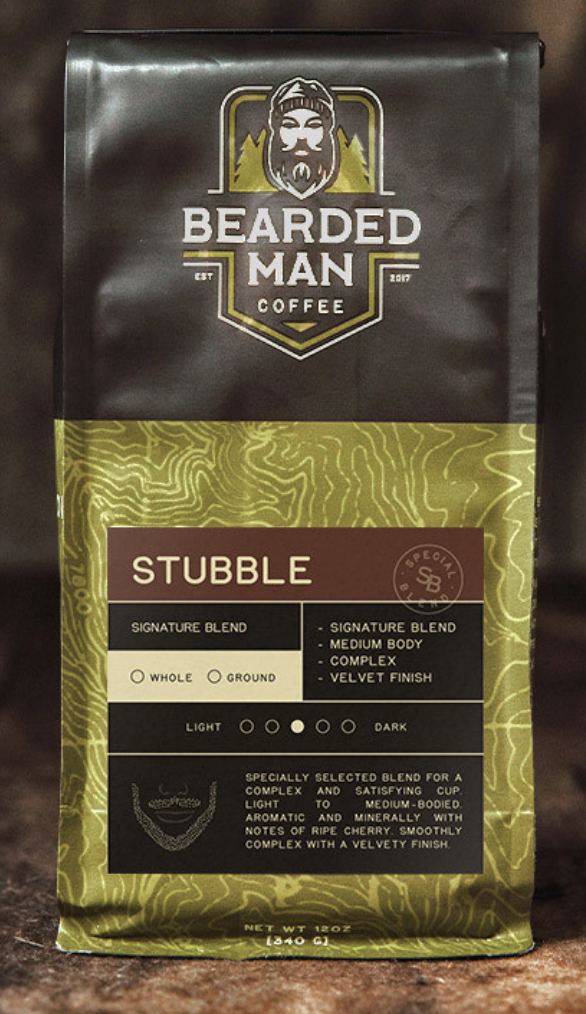 BEARDED
MAN
EST 2017
COFFEE
STUBBLE
SPECIAL
SB
BLEND
SIGNATURE BLEND
WHOLE GROUND
- SIGNATURE BLEND
- MEDIUM BODY
- COMPLEX
- VELVET FINISH
LIGHT DARK
SPECIALLY SELECTED BLEND FOR A
COMPLEX AND SATISFYING CUP.
LIGHT TO MEDIUM-BODIED.
AROMATIC AND MINERALLY WITH
NOTES OF RIPE CHERRY. SMOOTHLY
COMPLEX WITH A VELVETY FINISH.
NET WT 12OZ
[340 G]